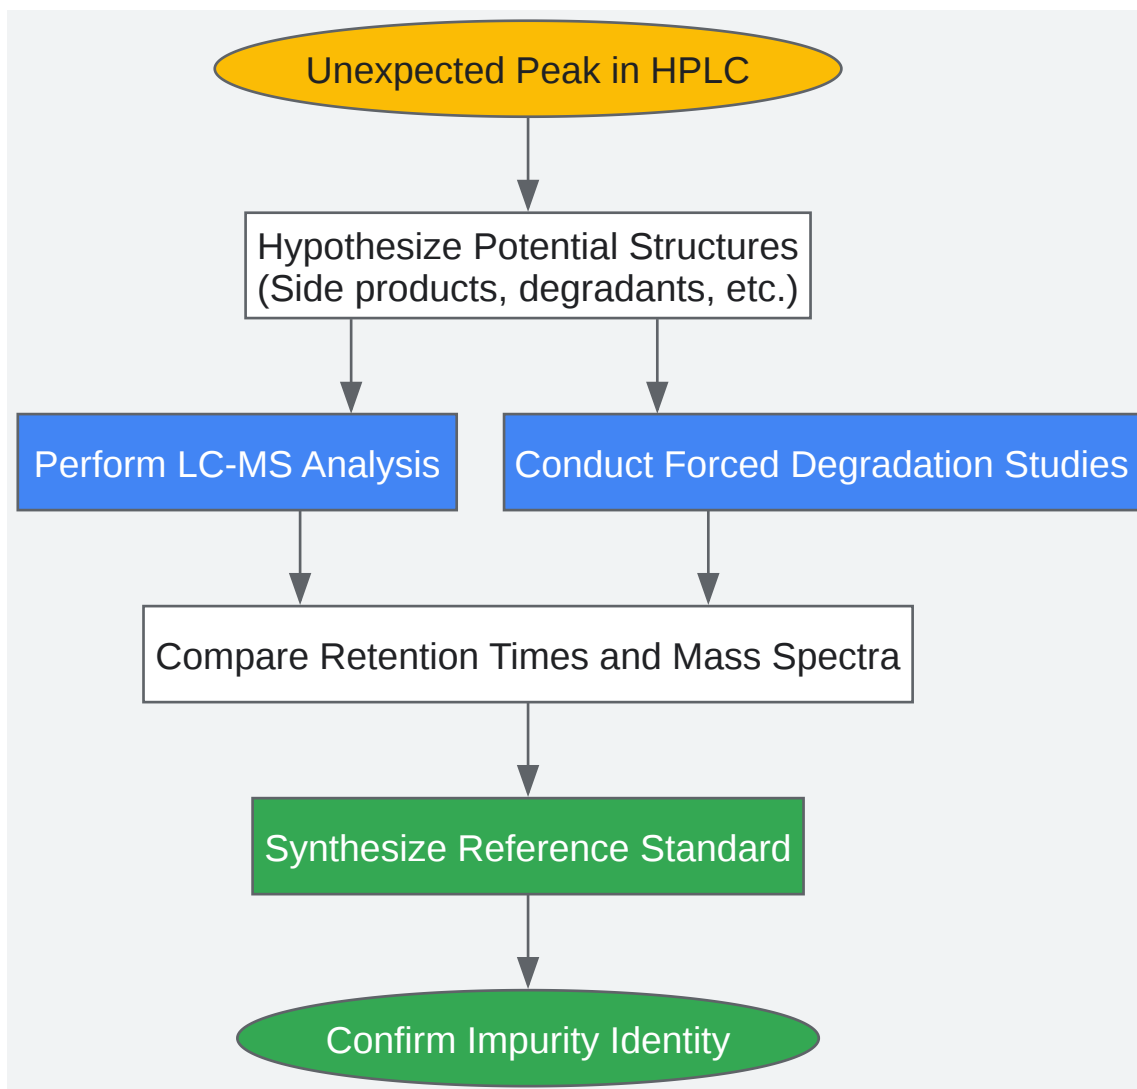 Unexpected Peak in HPLC
Hypothesize Potential Structures
(Side products, degradants, etc.)
Perform LC-MS Analysis
Conduct Forced Degradation Studies
Compare Retention Times and Mass Spectra
Synthesize Reference Standard
Confirm Impurity Identity